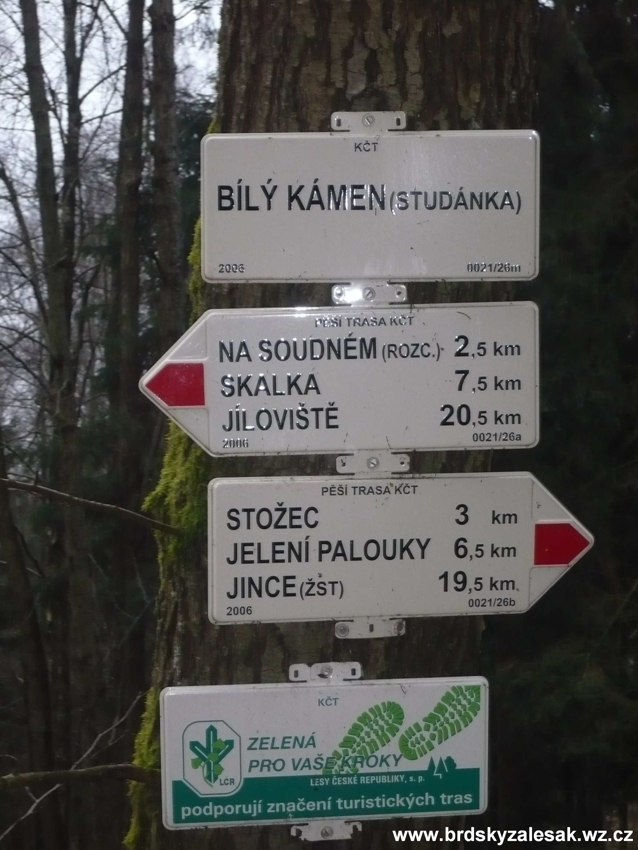 KČT
BÍLÝ KÁMEN (STUDÁNKA)
2006 0021/26m
PĚŠÍ TRASA KČT
NA SOUDNÉM (ROZC.) 2,5 km
SKALKA 7,5 km
JÍLOVIŠTĚ 20,5 km
2006 0021/26a
PĚŠÍ TRASA KČT
STOŽEC 3 km
JELENÍ PALOUKY 6,5 km
JINCE (ŽST) 19,5 km
2006 0021/26b
KČT
ZELENÁ
PRO VAŠE KROKY
LČR
LESY ČESKÉ REPUBLIKY, s. p.
podporují značení turistických tras
www.brdskyzalesak.wz.cz